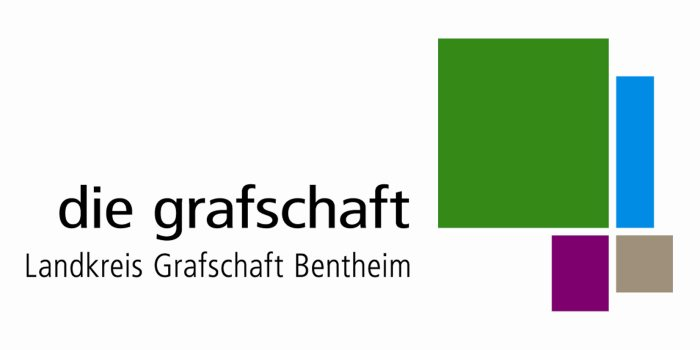 die grafschaft
Landkreis Grafschaft Bentheim